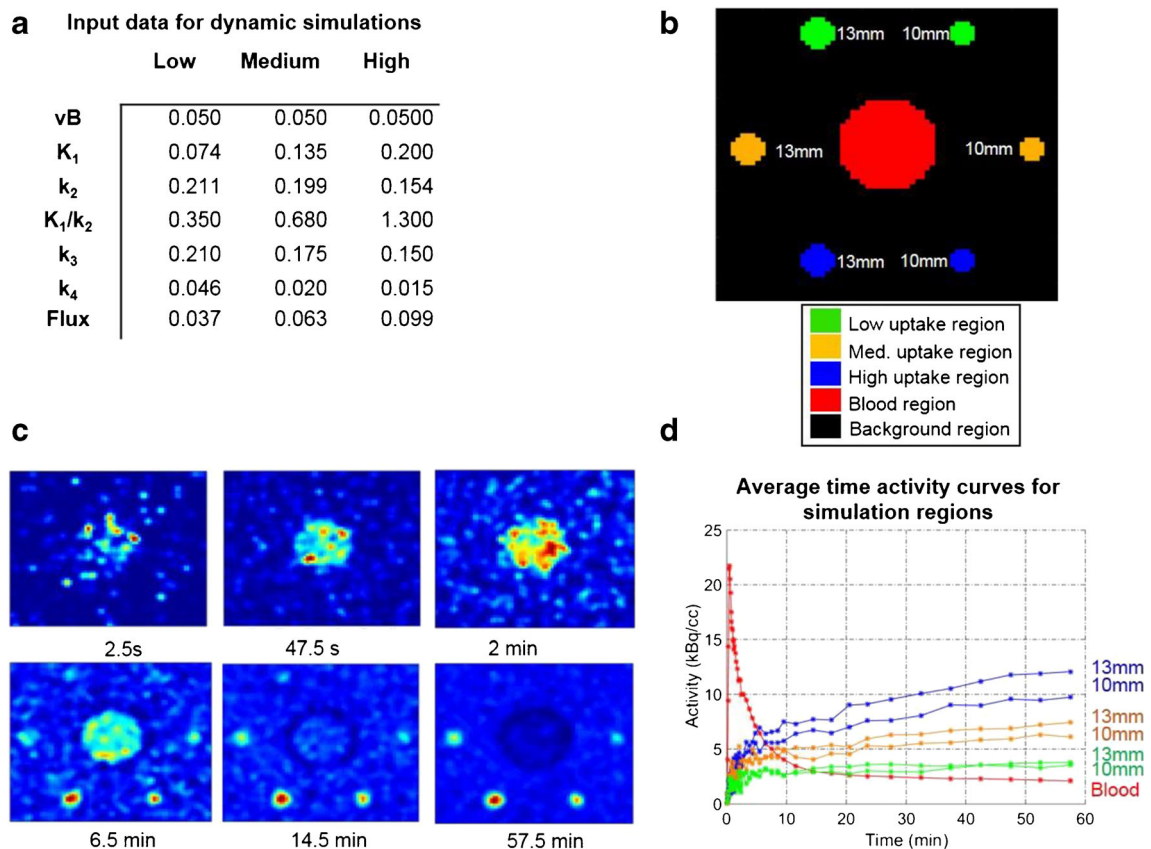 a
Input data for dynamic simulations
Low Medium High
vB 0.050 0.050 0.0500
K1 0.074 0.135 0.200
k2 0.211 0.199 0.154
K1/k2 0.350 0.680 1.300
k3 0.210 0.175 0.150
k4 0.046 0.020 0.015
Flux 0.037 0.063 0.099
b
13mm 10mm
13mm 10mm
13mm 10mm
Low uptake region
Med. uptake region
High uptake region
Blood region
Background region
c
2.5s 47.5 s 2 min
6.5 min 14.5 min 57.5 min
d
Average time activity curves for
simulation regions
Activity (kBq/cc)
25
20
15
10
5
0
0 10 20 30 40 50 60
Time (min)
13mm
10mm
13mm
10mm
13mm
10mm
Blood